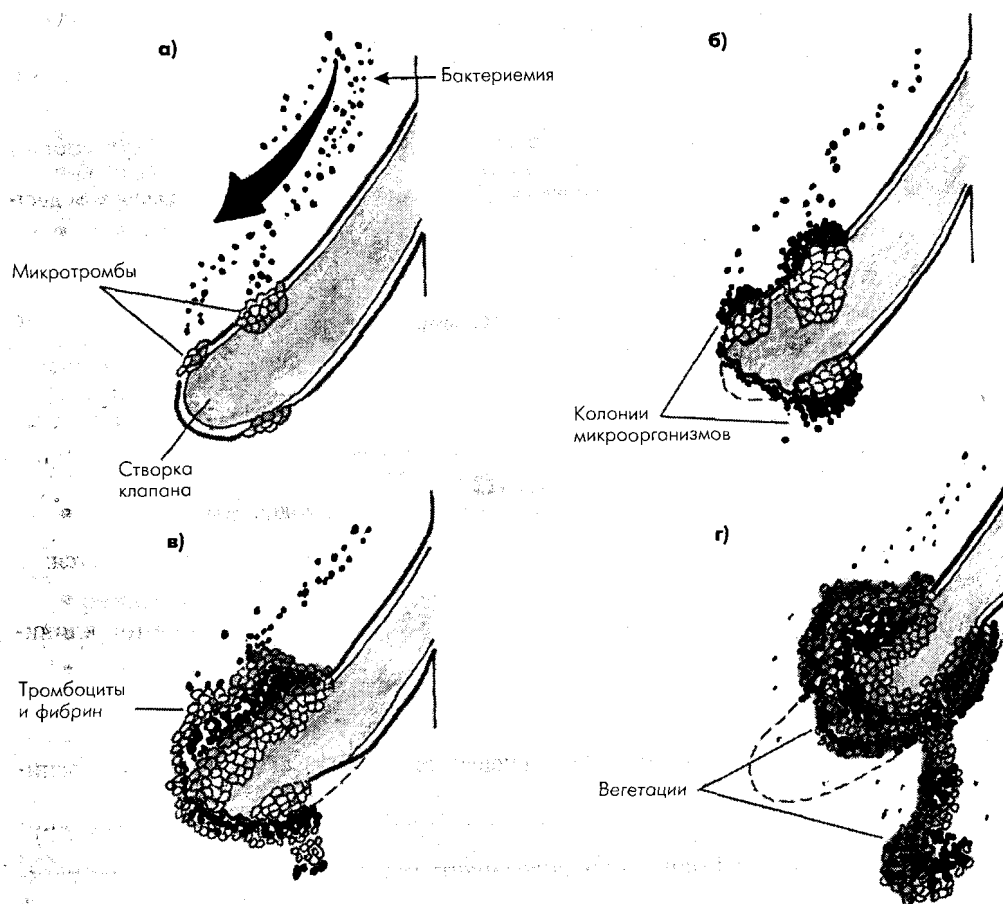 а)
Бактериемия
Микротромбы
Створка
клапана
б)
Колонии
микроорганизмов
в)
Тромбоциты
и фибрин
г)
Вегетации